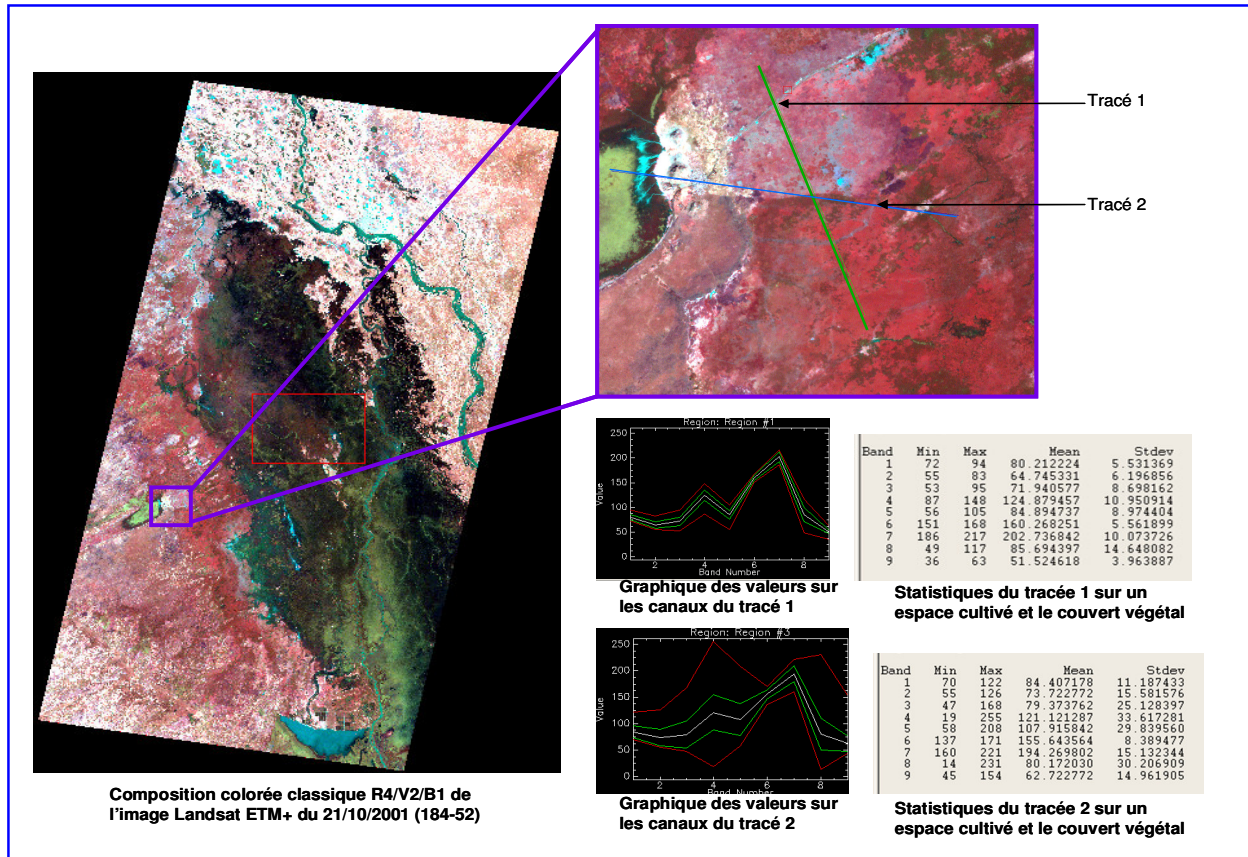 Tracé 1
Tracé 2
Composition colorée classique R4/V2/B1 de
l'image Landsat ETM+ du 21/10/2001 (184-52)
Region: Region #1
Value
250
200
150
100
50
0
2 4 6 8
Band Number
Graphique des valeurs sur
les canaux du tracé 1
Band Min Max Mean Stdev
1 72 94 80.212224 5.531369
2 55 83 64.745331 6.196856
3 53 95 71.940577 8.698162
4 87 148 124.879457 10.950914
5 56 105 84.894737 8.974404
6 151 168 160.268251 5.561899
7 186 217 202.736842 10.073726
8 49 117 85.694397 14.648082
9 36 63 51.524618 3.963887
Statistiques du tracée 1 sur un
espace cultivé et le couvert végétal
Region: Region #3
Value
250
200
150
100
50
0
2 4 6 8
Band Number
Graphique des valeurs sur
les canaux du tracé 2
Band Min Max Mean Stdev
1 70 122 84.407178 11.187433
2 55 126 73.722772 15.581576
3 47 168 79.373762 25.128397
4 19 255 121.121287 33.617281
5 58 208 107.915842 29.839560
6 137 171 155.643564 8.389477
7 160 221 194.269802 15.132344
8 14 231 80.172030 30.206909
9 45 154 62.722772 14.961905
Statistiques du tracée 2 sur un
espace cultivé et le couvert végétal